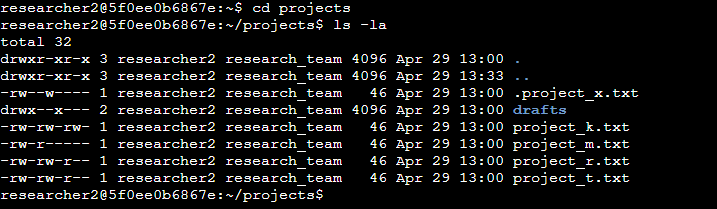 researcher2@5f0ee0b6867e:~$ cd projects
researcher2@5f0ee0b6867e:~/projects$ ls -la
total 32
drwxr-xr-x 3 researcher2 research_team 4096 Apr 29 13:00 .
drwxr-xr-x 3 researcher2 research_team 4096 Apr 29 13:33 ..
-rw--w---- 1 researcher2 research_team   46 Apr 29 13:00 .project_x.txt
drwx--x--- 2 researcher2 research_team 4096 Apr 29 13:00 drafts
-rw-rw-rw- 1 researcher2 research_team   46 Apr 29 13:00 project_k.txt
-rw-r----- 1 researcher2 research_team   46 Apr 29 13:00 project_m.txt
-rw-rw-r-- 1 researcher2 research_team   46 Apr 29 13:00 project_r.txt
-rw-rw-r-- 1 researcher2 research_team   46 Apr 29 13:00 project_t.txt
researcher2@5f0ee0b6867e:~/projects$